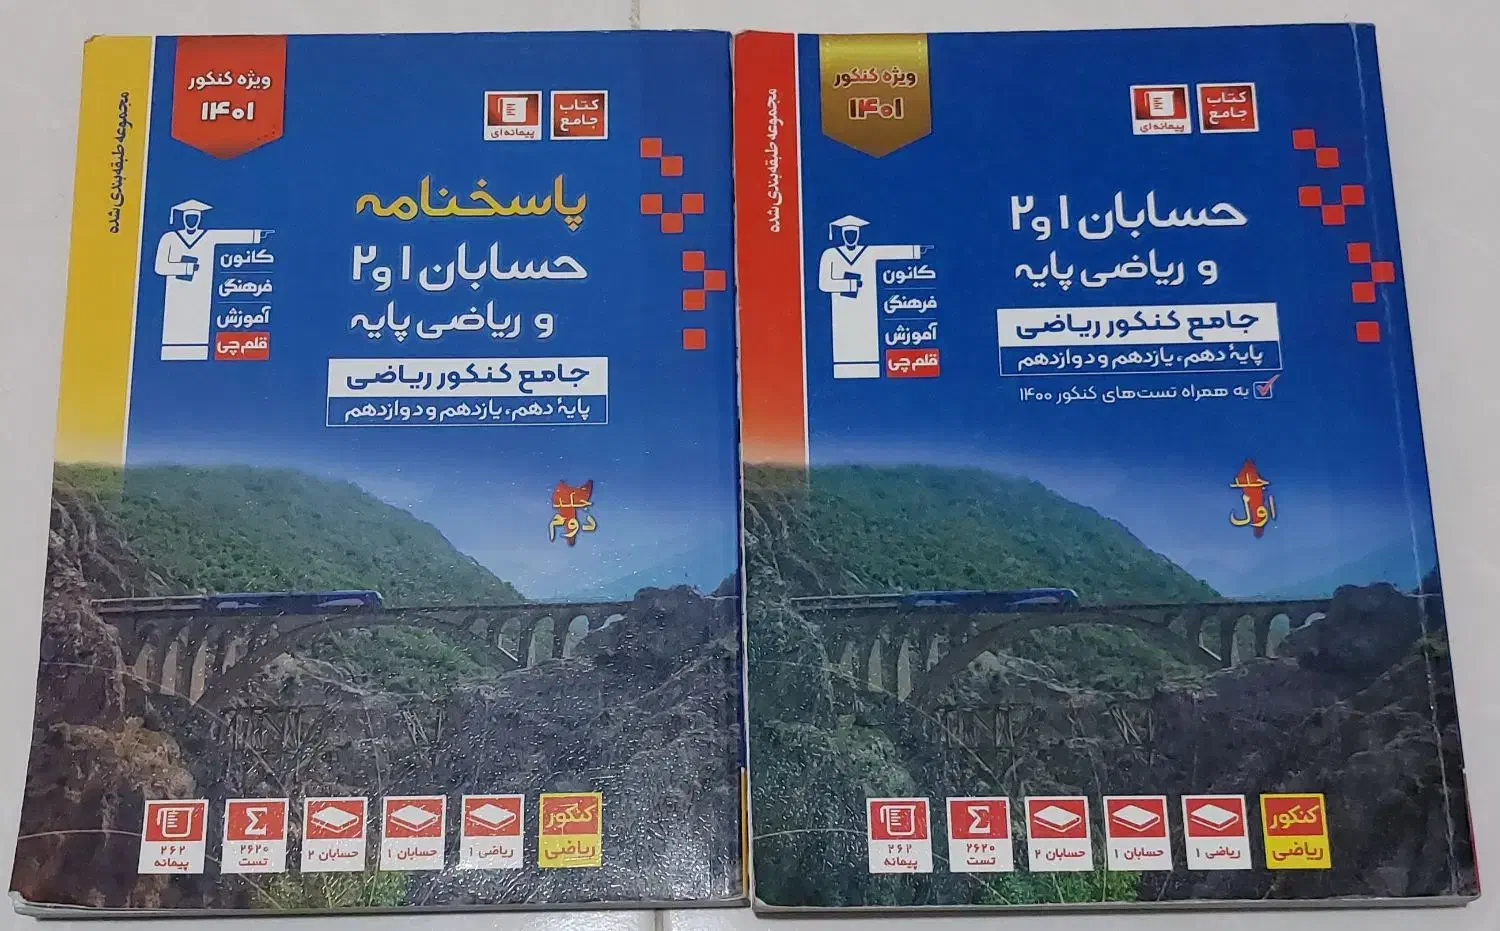 ویژه کنکور
۱۴۰۱
کتاب
جامع
پیمانه‌ای
مجموعه طبقه‌بندی شده
حسابان ۱ و ۲
و ریاضی پایه
کانون
فرهنگی
آموزش
قلم‌چی
جامع کنکور ریاضی
پایهٔ دهم، یازدهم و دوازدهم
به همراه تست‌های کنکور ۱۴۰۰
جلد
اول
کنکور
ریاضی
ریاضی ۱
حسابان ۱
حسابان ۲
۲۶۲۰
تست
۲۶۲
پیمانه
ویژه کنکور
۱۴۰۱
کتاب
جامع
پیمانه‌ای
مجموعه طبقه‌بندی شده
پاسخنامه
حسابان ۱ و ۲
و ریاضی پایه
کانون
فرهنگی
آموزش
قلم‌چی
جامع کنکور ریاضی
پایهٔ دهم، یازدهم و دوازدهم
جلد
دوم
کنکور
ریاضی
ریاضی ۱
حسابان ۱
حسابان ۲
۲۶۲۰
تست
۲۶۲
پیمانه